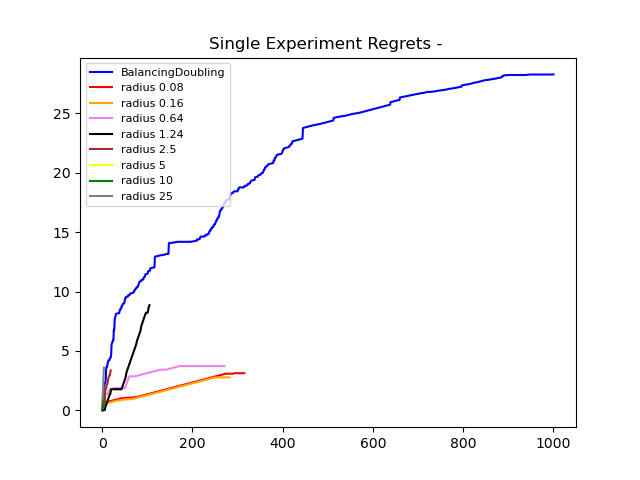 Single Experiment Regrets -
BalancingDoubling
radius 0.08
radius 0.16
radius 0.64
radius 1.24
radius 2.5
radius 5
radius 10
radius 25
25
20
15
10
5
0
0 200 400 600 800 1000